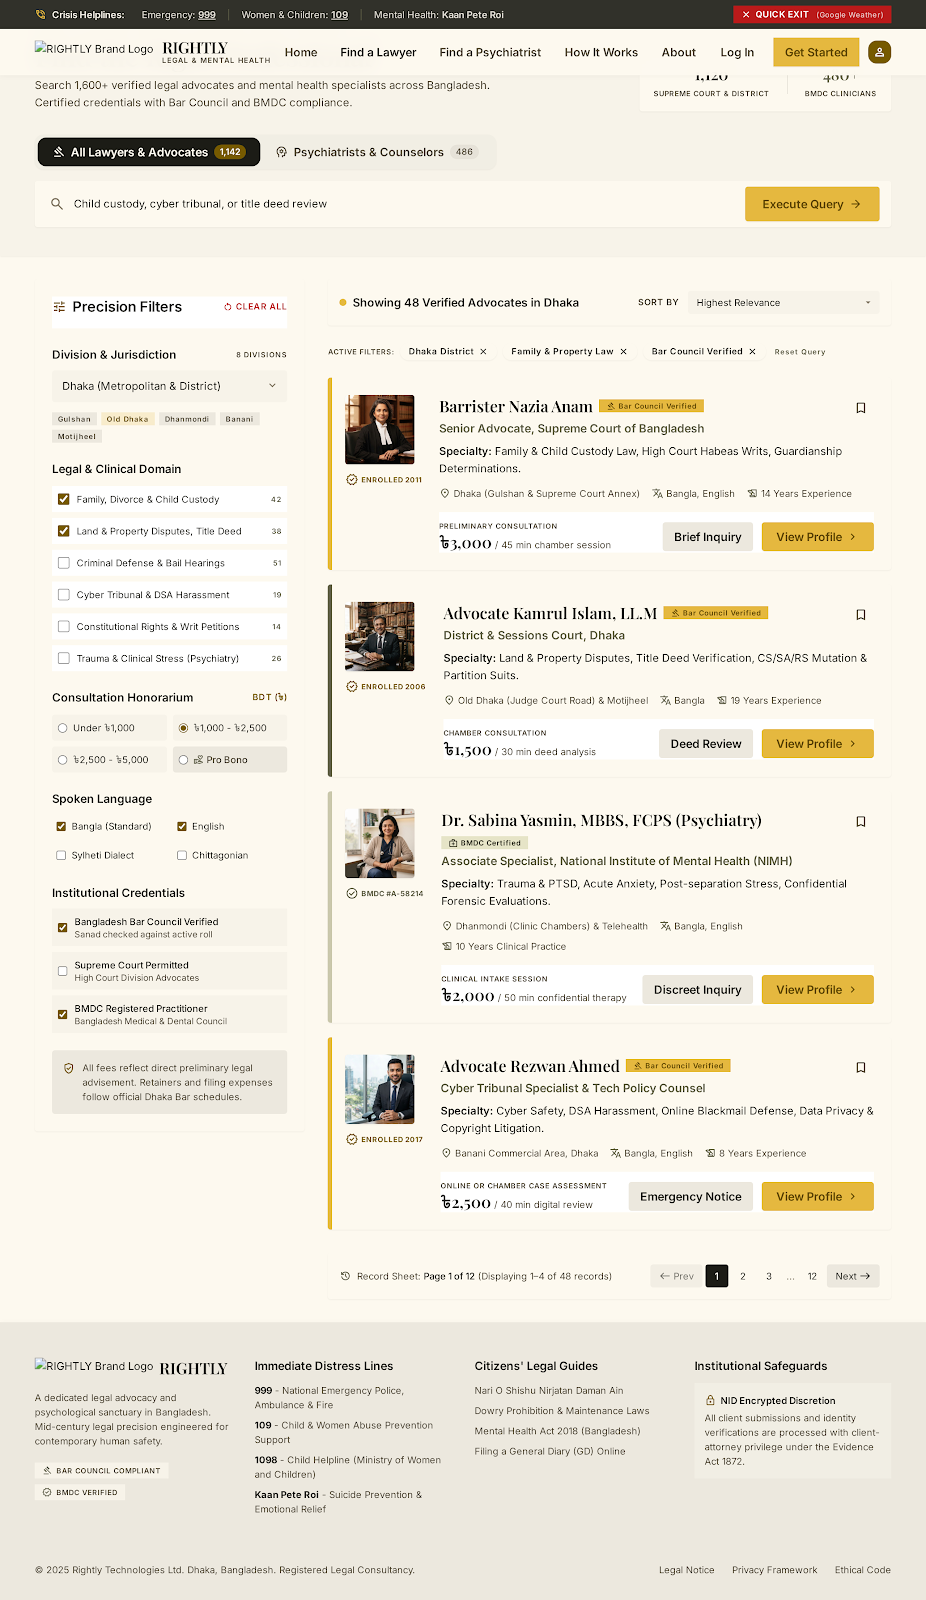 Crisis Helplines: Emergency: 999 Women & Children: 109 Mental Health: Kaan Pete Roi QUICK EXIT (Google Weather)
RIGHTLY Brand Logo RIGHTLY
LEGAL & MENTAL HEALTH
Home Find a Lawyer Find a Psychiatrist How It Works About Log In Get Started
Search 1,600+ verified legal advocates and mental health specialists across Bangladesh.
Certified credentials with Bar Council and BMDC compliance.
1,120 480+
SUPREME COURT & DISTRICT BMDC CLINICIANS
All Lawyers & Advocates 1,142 Psychiatrists & Counselors 486
Child custody, cyber tribunal, or title deed review Execute Query
Precision Filters CLEAR ALL
Division & Jurisdiction 8 DIVISIONS
Dhaka (Metropolitan & District)
Gulshan Old Dhaka Dhanmondi Banani
Motijheel
Legal & Clinical Domain
Family, Divorce & Child Custody 42
Land & Property Disputes, Title Deed 38
Criminal Defense & Bail Hearings 51
Cyber Tribunal & DSA Harassment 19
Constitutional Rights & Writ Petitions 14
Trauma & Clinical Stress (Psychiatry) 26
Consultation Honorarium BDT (৳)
Under ৳1,000 ৳1,000 - ৳2,500
৳2,500 - ৳5,000 Pro Bono
Spoken Language
Bangla (Standard) English
Sylheti Dialect Chittagonian
Institutional Credentials
Bangladesh Bar Council Verified
Sanad checked against active roll
Supreme Court Permitted
High Court Division Advocates
BMDC Registered Practitioner
Bangladesh Medical & Dental Council
All fees reflect direct preliminary legal
advisement. Retainers and filing expenses
follow official Dhaka Bar schedules.
Showing 48 Verified Advocates in Dhaka SORT BY Highest Relevance
ACTIVE FILTERS: Dhaka District Family & Property Law Bar Council Verified Reset Query
Barrister Nazia Anam Bar Council Verified
Senior Advocate, Supreme Court of Bangladesh
Specialty: Family & Child Custody Law, High Court Habeas Writs, Guardianship
Determinations.
ENROLLED 2011
Dhaka (Gulshan & Supreme Court Annex) Bangla, English 14 Years Experience
PRELIMINARY CONSULTATION
৳3,000 / 45 min chamber session Brief Inquiry View Profile
Advocate Kamrul Islam, LL.M Bar Council Verified
District & Sessions Court, Dhaka
Specialty: Land & Property Disputes, Title Deed Verification, CS/SA/RS Mutation &
Partition Suits.
ENROLLED 2006
Old Dhaka (Judge Court Road) & Motijheel Bangla 19 Years Experience
CHAMBER CONSULTATION
৳1,500 / 30 min deed analysis Deed Review View Profile
Dr. Sabina Yasmin, MBBS, FCPS (Psychiatry)
BMDC Certified
Associate Specialist, National Institute of Mental Health (NIMH)
Specialty: Trauma & PTSD, Acute Anxiety, Post-separation Stress, Confidential
Forensic Evaluations.
BMDC #A-58214
Dhanmondi (Clinic Chambers) & Telehealth Bangla, English
10 Years Clinical Practice
CLINICAL INTAKE SESSION
৳2,000 / 50 min confidential therapy Discreet Inquiry View Profile
Advocate Rezwan Ahmed Bar Council Verified
Cyber Tribunal Specialist & Tech Policy Counsel
Specialty: Cyber Safety, DSA Harassment, Online Blackmail Defense, Data Privacy &
Copyright Litigation.
ENROLLED 2017
Banani Commercial Area, Dhaka Bangla, English 8 Years Experience
ONLINE OR CHAMBER CASE ASSESSMENT
৳2,500 / 40 min digital review Emergency Notice View Profile
Record Sheet: Page 1 of 12 (Displaying 1–4 of 48 records) ← Prev 1 2 3 ... 12 Next →
RIGHTLY Brand Logo RIGHTLY
A dedicated legal advocacy and
psychological sanctuary in Bangladesh.
Mid-century legal precision engineered for
contemporary human safety.
BAR COUNCIL COMPLIANT
BMDC VERIFIED
Immediate Distress Lines
999 - National Emergency Police,
Ambulance & Fire
109 - Child & Women Abuse Prevention
Support
1098 - Child Helpline (Ministry of Women
and Children)
Kaan Pete Roi - Suicide Prevention &
Emotional Relief
Citizens' Legal Guides
Nari O Shishu Nirjatan Daman Ain
Dowry Prohibition & Maintenance Laws
Mental Health Act 2018 (Bangladesh)
Filing a General Diary (GD) Online
Institutional Safeguards
NID Encrypted Discretion
All client submissions and identity
verifications are processed with client-
attorney privilege under the Evidence
Act 1872.
© 2025 Rightly Technologies Ltd. Dhaka, Bangladesh. Registered Legal Consultancy. Legal Notice Privacy Framework Ethical Code